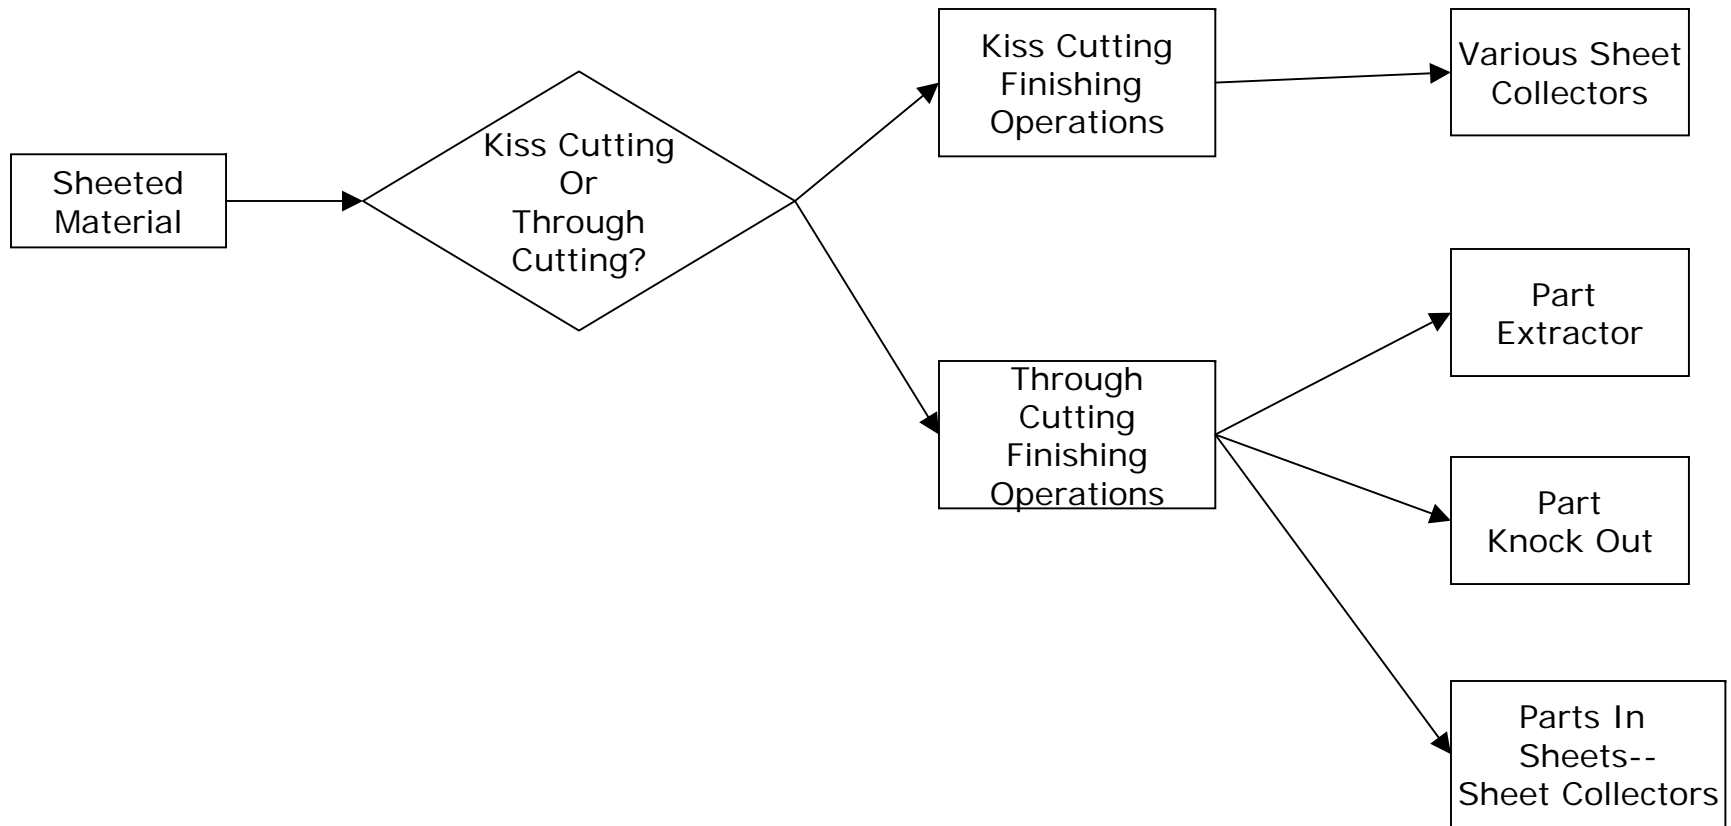 Sheeted
Material
Kiss Cutting
Or
Through
Cutting?
Kiss Cutting
Finishing
Operations
Various Sheet
Collectors
Through
Cutting
Finishing
Operations
Part
Extractor
Part
Knock Out
Parts In
Sheets--
Sheet Collectors